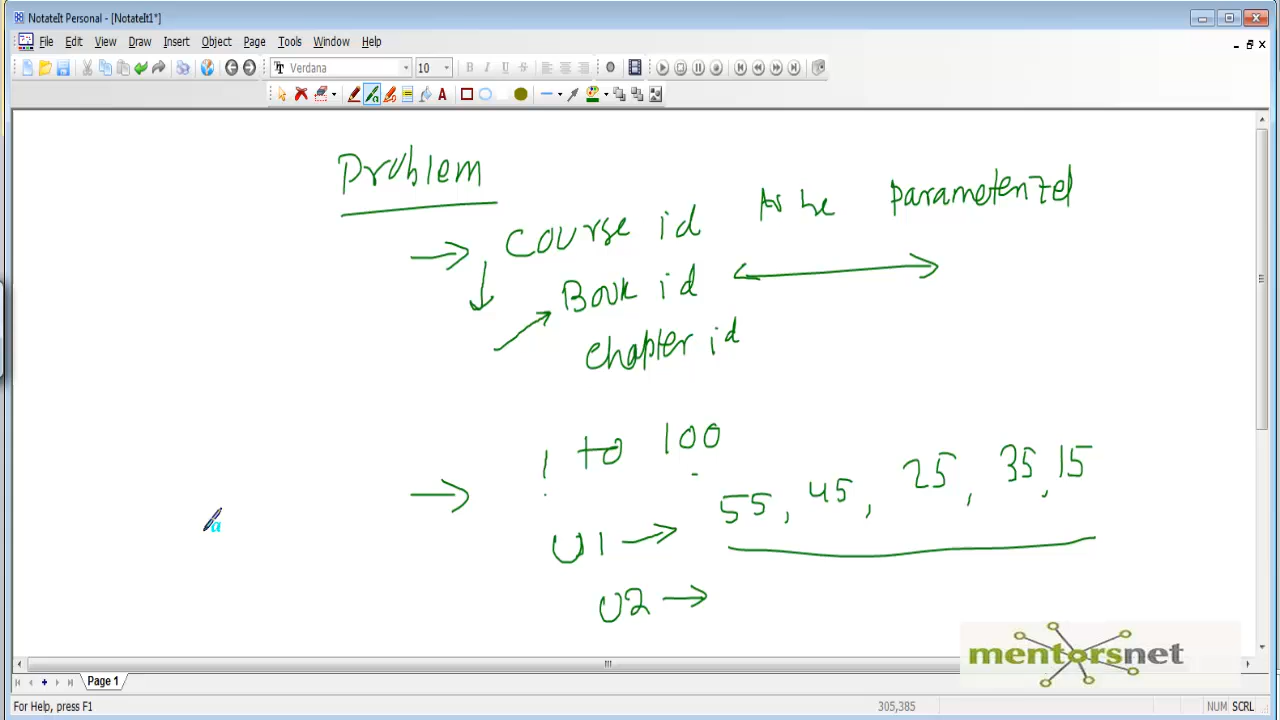 NotateIt Personal - [NotateIt1*]
File Edit View Draw Insert Object Page Tools Window Help
Verdana 10 B I U S
A
Problem
Course id to be parameterized
Book id
chapter id
1 to 100
U1 → 55, 45, 25, 35, 15
U2 →
mentorsnet
Page 1
For Help, press F1 305,385 NUM SCRL